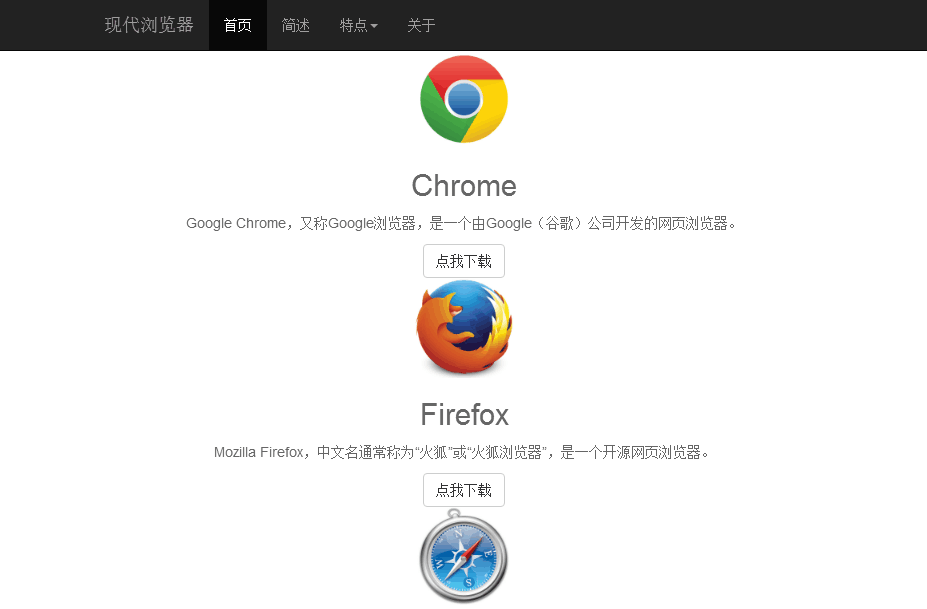 现代浏览器 首页 简述 特点 关于
Chrome
Google Chrome，又称Google浏览器，是一个由Google（谷歌）公司开发的网页浏览器。
点我下载
Firefox
Mozilla Firefox，中文名通常称为“火狐”或“火狐浏览器”，是一个开源网页浏览器。
点我下载
N
E
W
S